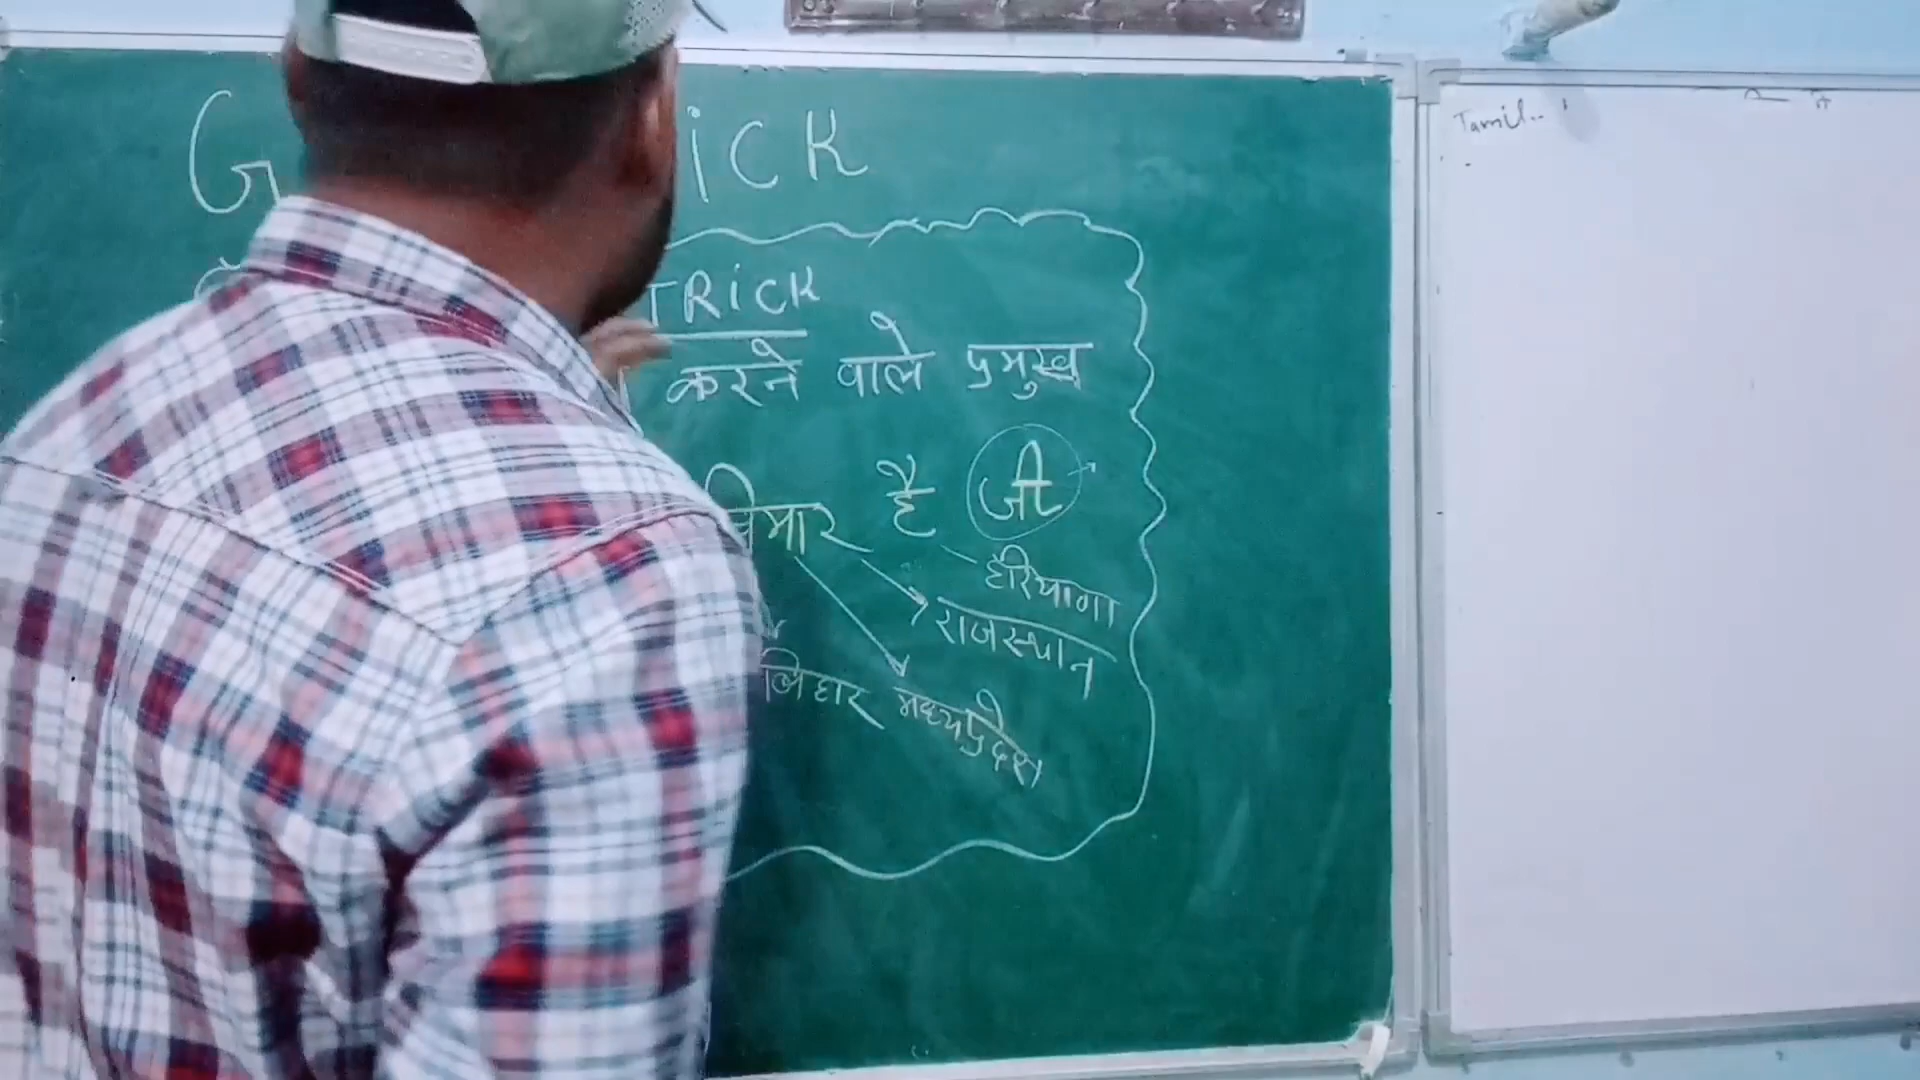 G ICK
TRiCK
करने वाले प्रमुख
बिमार है जी
हरियाणा
राजस्थान
बिहार मध्यप्रदेश
Tamil..